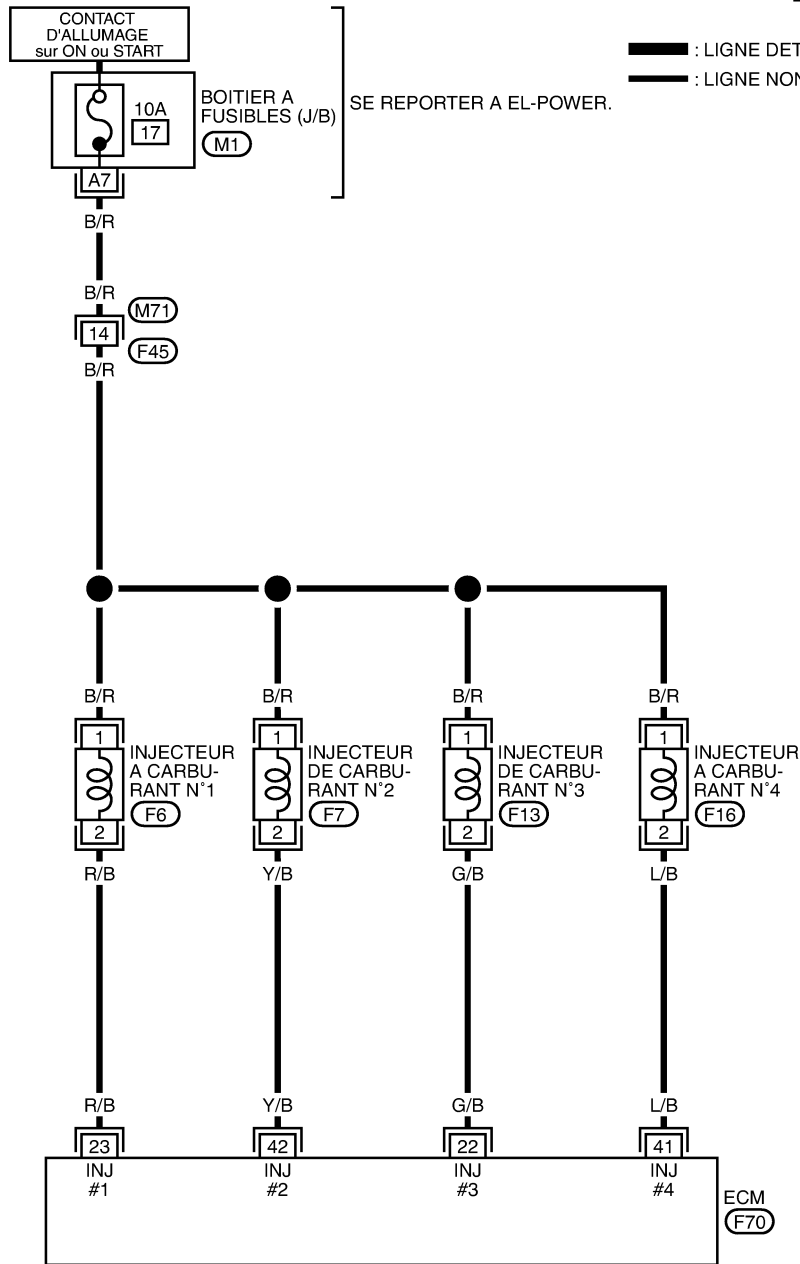 CONTACT
D'ALLUMAGE
sur ON ou START
: LIGNE DET
: LIGNE NON
10A
17
BOITIER A
FUSIBLES (J/B)
M1
SE REPORTER A EL-POWER.
A7
B/R
B/R
M71
14
F45
B/R
B/R
B/R
B/R
B/R
1
1
1
1
INJECTEUR
A CARBU-
RANT N°1
F6
INJECTEUR
DE CARBU-
RANT N°2
F7
INJECTEUR
DE CARBU-
RANT N°3
F13
INJECTEUR
A CARBU-
RANT N°4
F16
2
2
2
2
R/B
Y/B
G/B
L/B
R/B
Y/B
G/B
L/B
23
42
22
41
INJ
#1
INJ
#2
INJ
#3
INJ
#4
ECM
F70